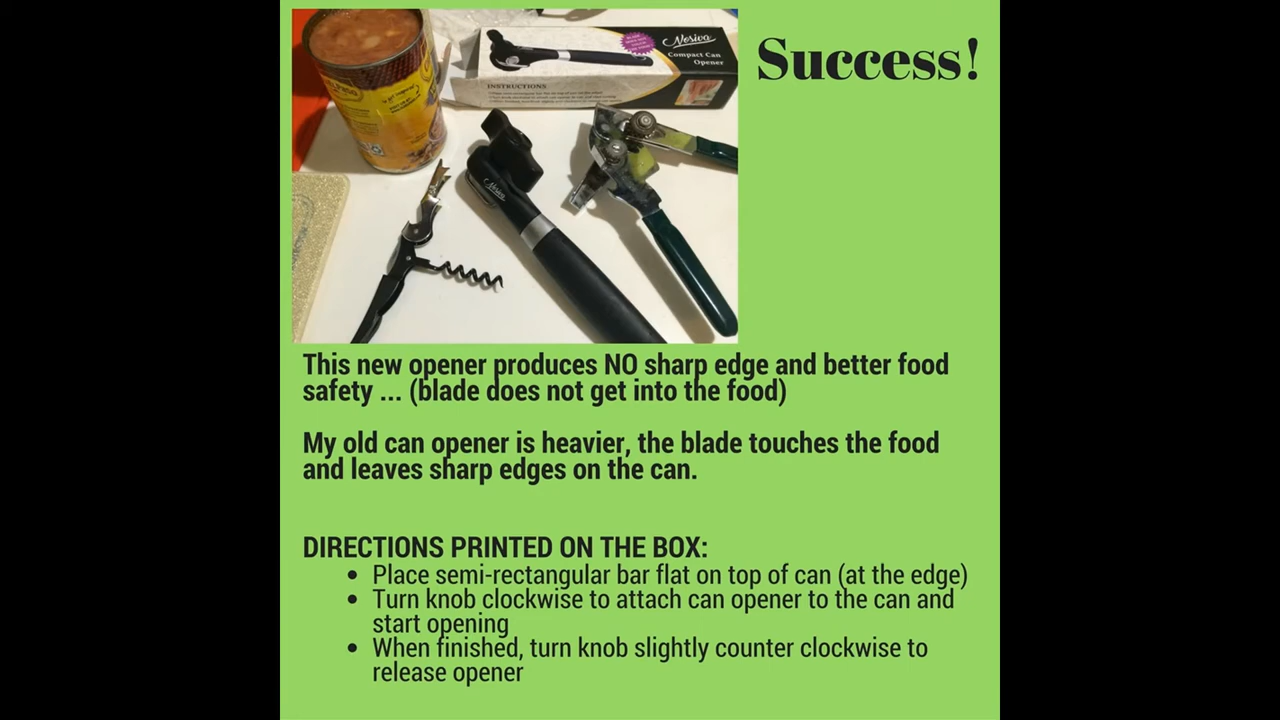 Success!
Nesiva
Compact Can
Opener
INSTRUCTIONS
This new opener produces NO sharp edge and better food
safety ... (blade does not get into the food)
My old can opener is heavier, the blade touches the food
and leaves sharp edges on the can.
DIRECTIONS PRINTED ON THE BOX:
• Place semi-rectangular bar flat on top of can (at the edge)
• Turn knob clockwise to attach can opener to the can and
start opening
• When finished, turn knob slightly counter clockwise to
release opener